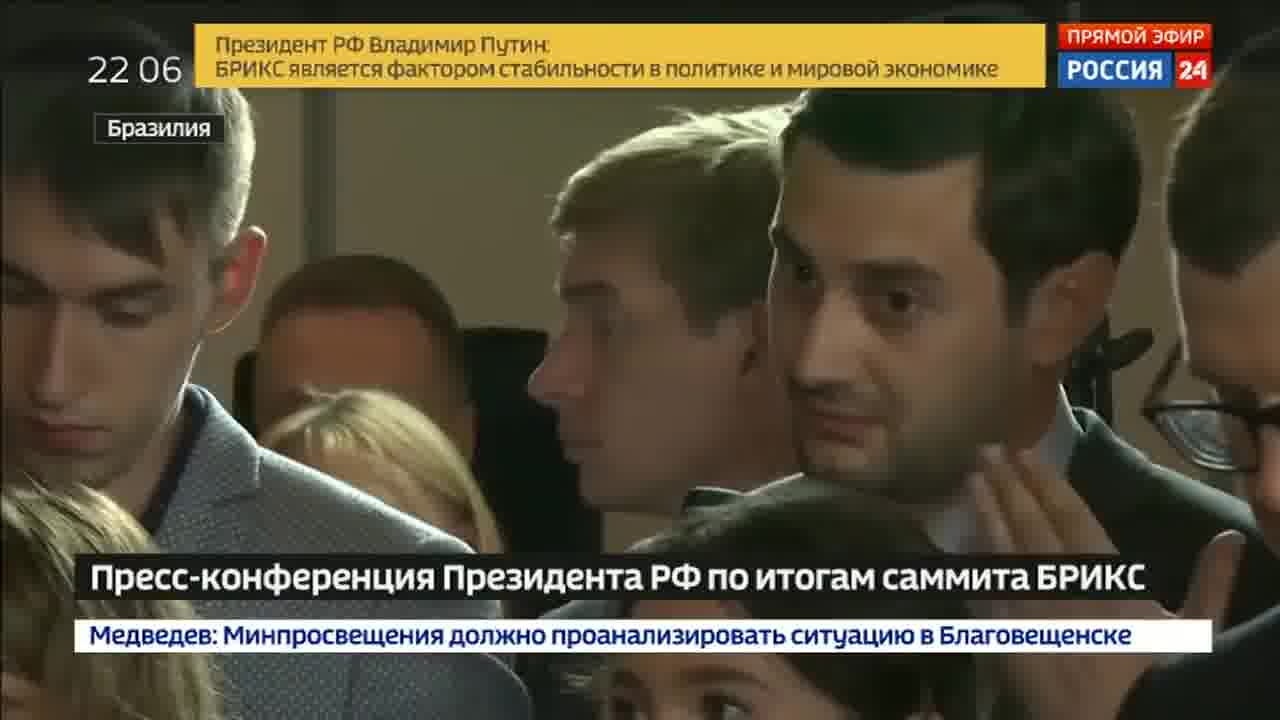 22 06
Президент РФ Владимир Путин:
БРИКС является фактором стабильности в политике и мировой экономике
ПРЯМОЙ ЭФИР
РОССИЯ 24
Бразилия
Пресс-конференция Президента РФ по итогам саммита БРИКС
Медведев: Минпросвещения должно проанализировать ситуацию в Благовещенске